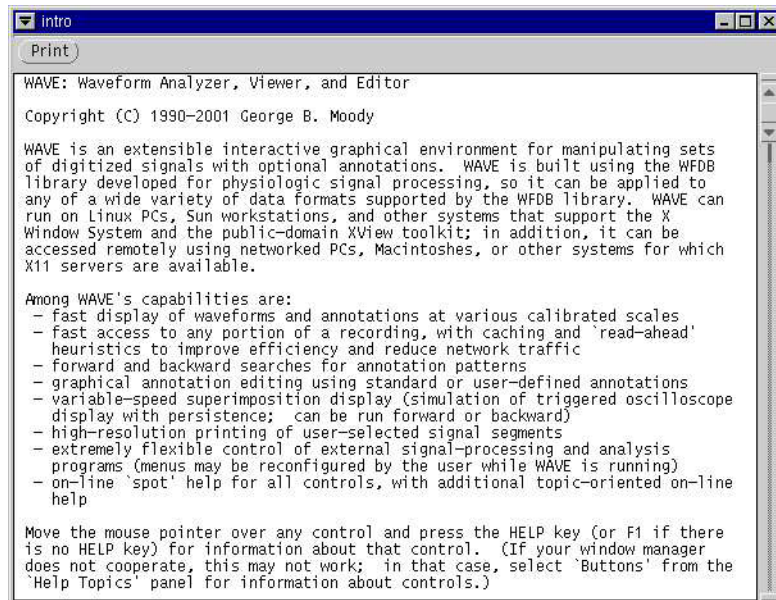 intro
Print
WAVE: Waveform Analyzer, Viewer, and Editor
Copyright (C) 1990-2001 George B. Moody
WAVE is an extensible interactive graphical environment for manipulating sets
of digitized signals with optional annotations.  WAVE is built using the WFDB
library developed for physiologic signal processing, so it can be applied to
any of a wide variety of data formats supported by the WFDB library.  WAVE can
run on Linux PCs, Sun workstations, and other systems that support the X
Window System and the public-domain XView toolkit; in addition, it can be
accessed remotely using networked PCs, Macintoshes, or other systems for which
X11 servers are available.
Among WAVE's capabilities are:
- fast display of waveforms and annotations at various calibrated scales
- fast access to any portion of a recording, with caching and `read-ahead'
heuristics to improve efficiency and reduce network traffic
- forward and backward searches for annotation patterns
- graphical annotation editing using standard or user-defined annotations
- variable-speed superimposition display (simulation of triggered oscilloscope
display with persistence;  can be run forward or backward)
- high-resolution printing of user-selected signal segments
- extremely flexible control of external signal-processing and analysis
programs (menus may be reconfigured by the user while WAVE is running)
- on-line `spot' help for all controls, with additional topic-oriented on-line
help
Move the mouse pointer over any control and press the HELP key (or F1 if there
is no HELP key) for information about that control.  (If your window manager
does not cooperate, this may not work;  in that case, select `Buttons' from the
`Help Topics' panel for information about controls.)